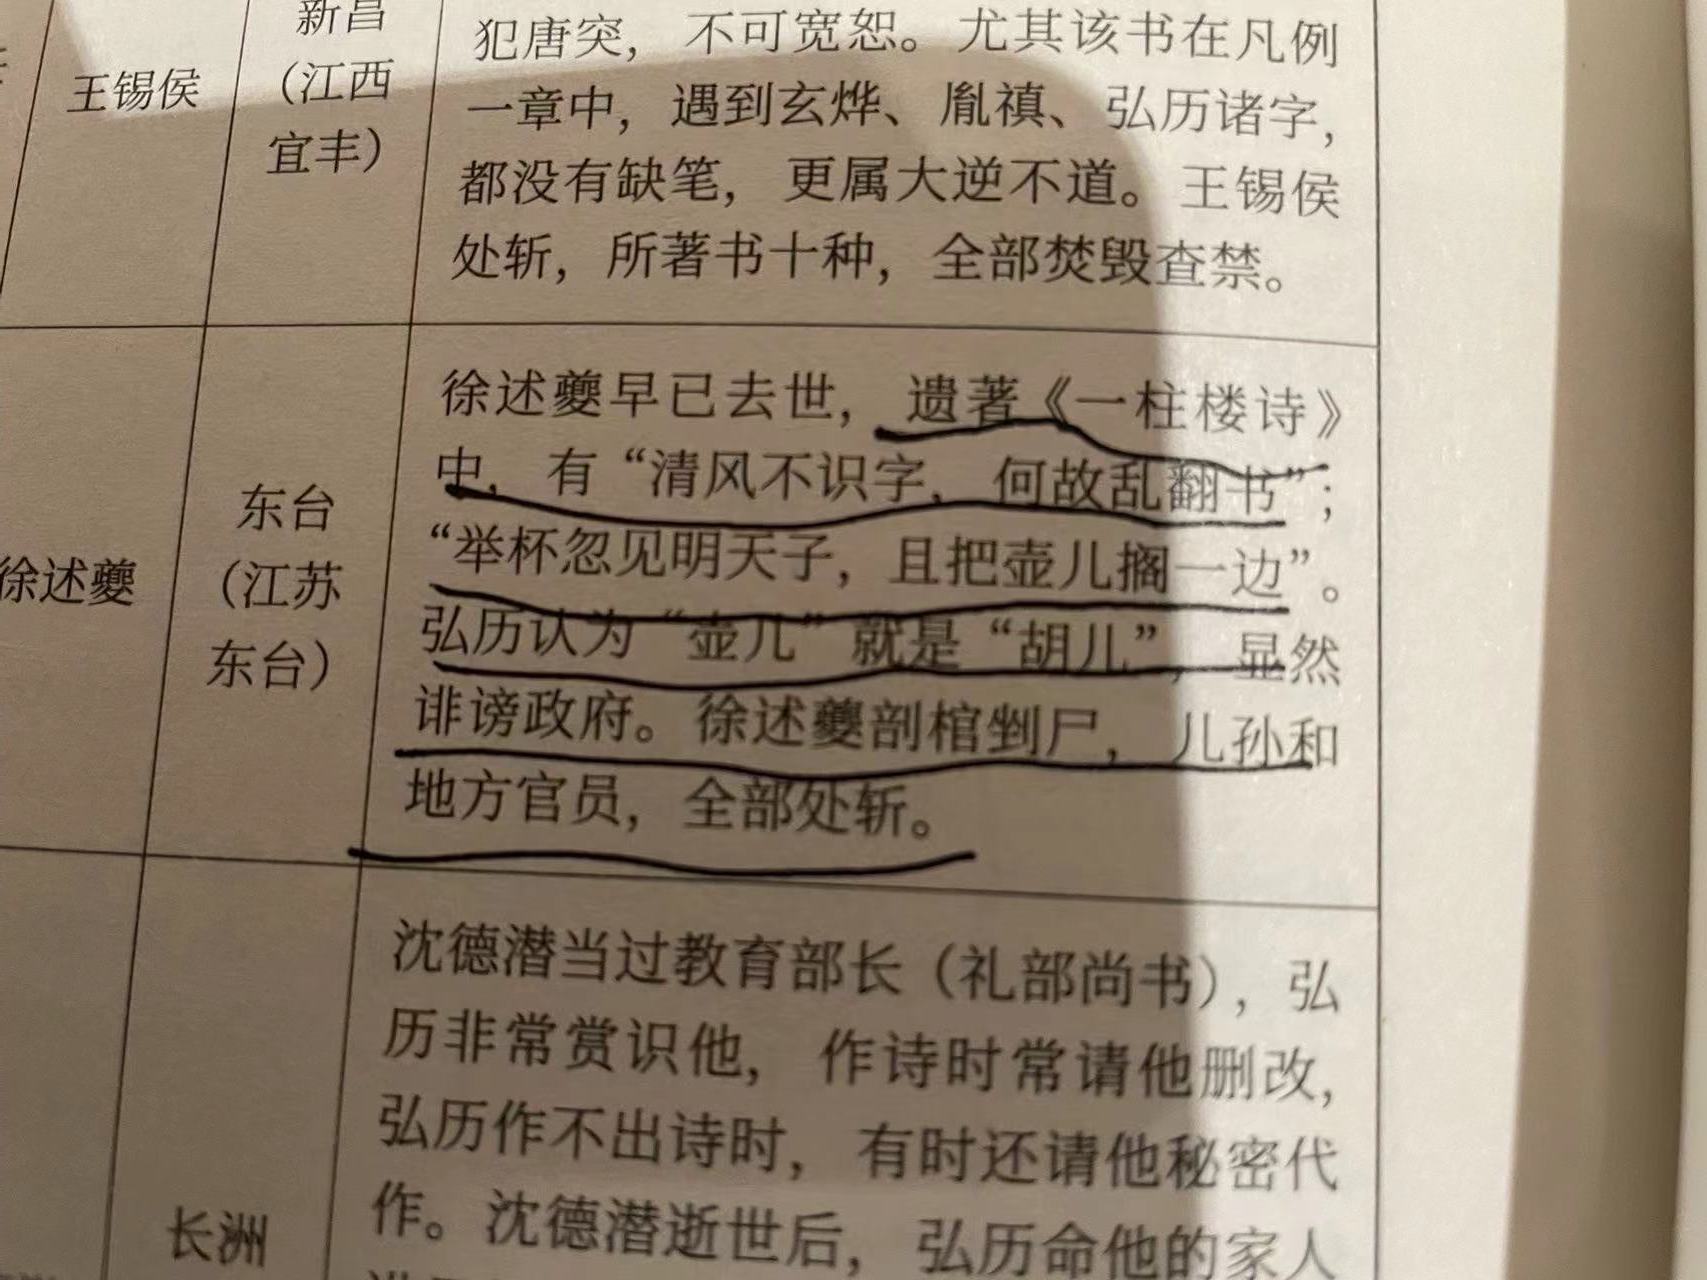 王锡侯
新昌
（江西
宜丰）
犯唐突，不可宽恕。尤其该书在凡例
一章中，遇到玄烨、胤禛、弘历诸字，
都没有缺笔，更属大逆不道。王锡侯
处斩，所著书十种，全部焚毁查禁。
徐述夔
东台
（江苏
东台）
徐述夔早已去世，遗著《一柱楼诗》
中，有“清风不识字，何故乱翻书”；
“举杯忽见明天子，且把壶儿搁一边”。
弘历认为“壶儿”就是“胡儿”，显然
诽谤政府。徐述夔剖棺剉尸，儿孙和
地方官员，全部处斩。
长洲
沈德潜当过教育部长（礼部尚书），弘
历非常赏识他，作诗时常请他删改，
弘历作不出诗时，有时还请他秘密代
作。沈德潜逝世后，弘历命他的家人